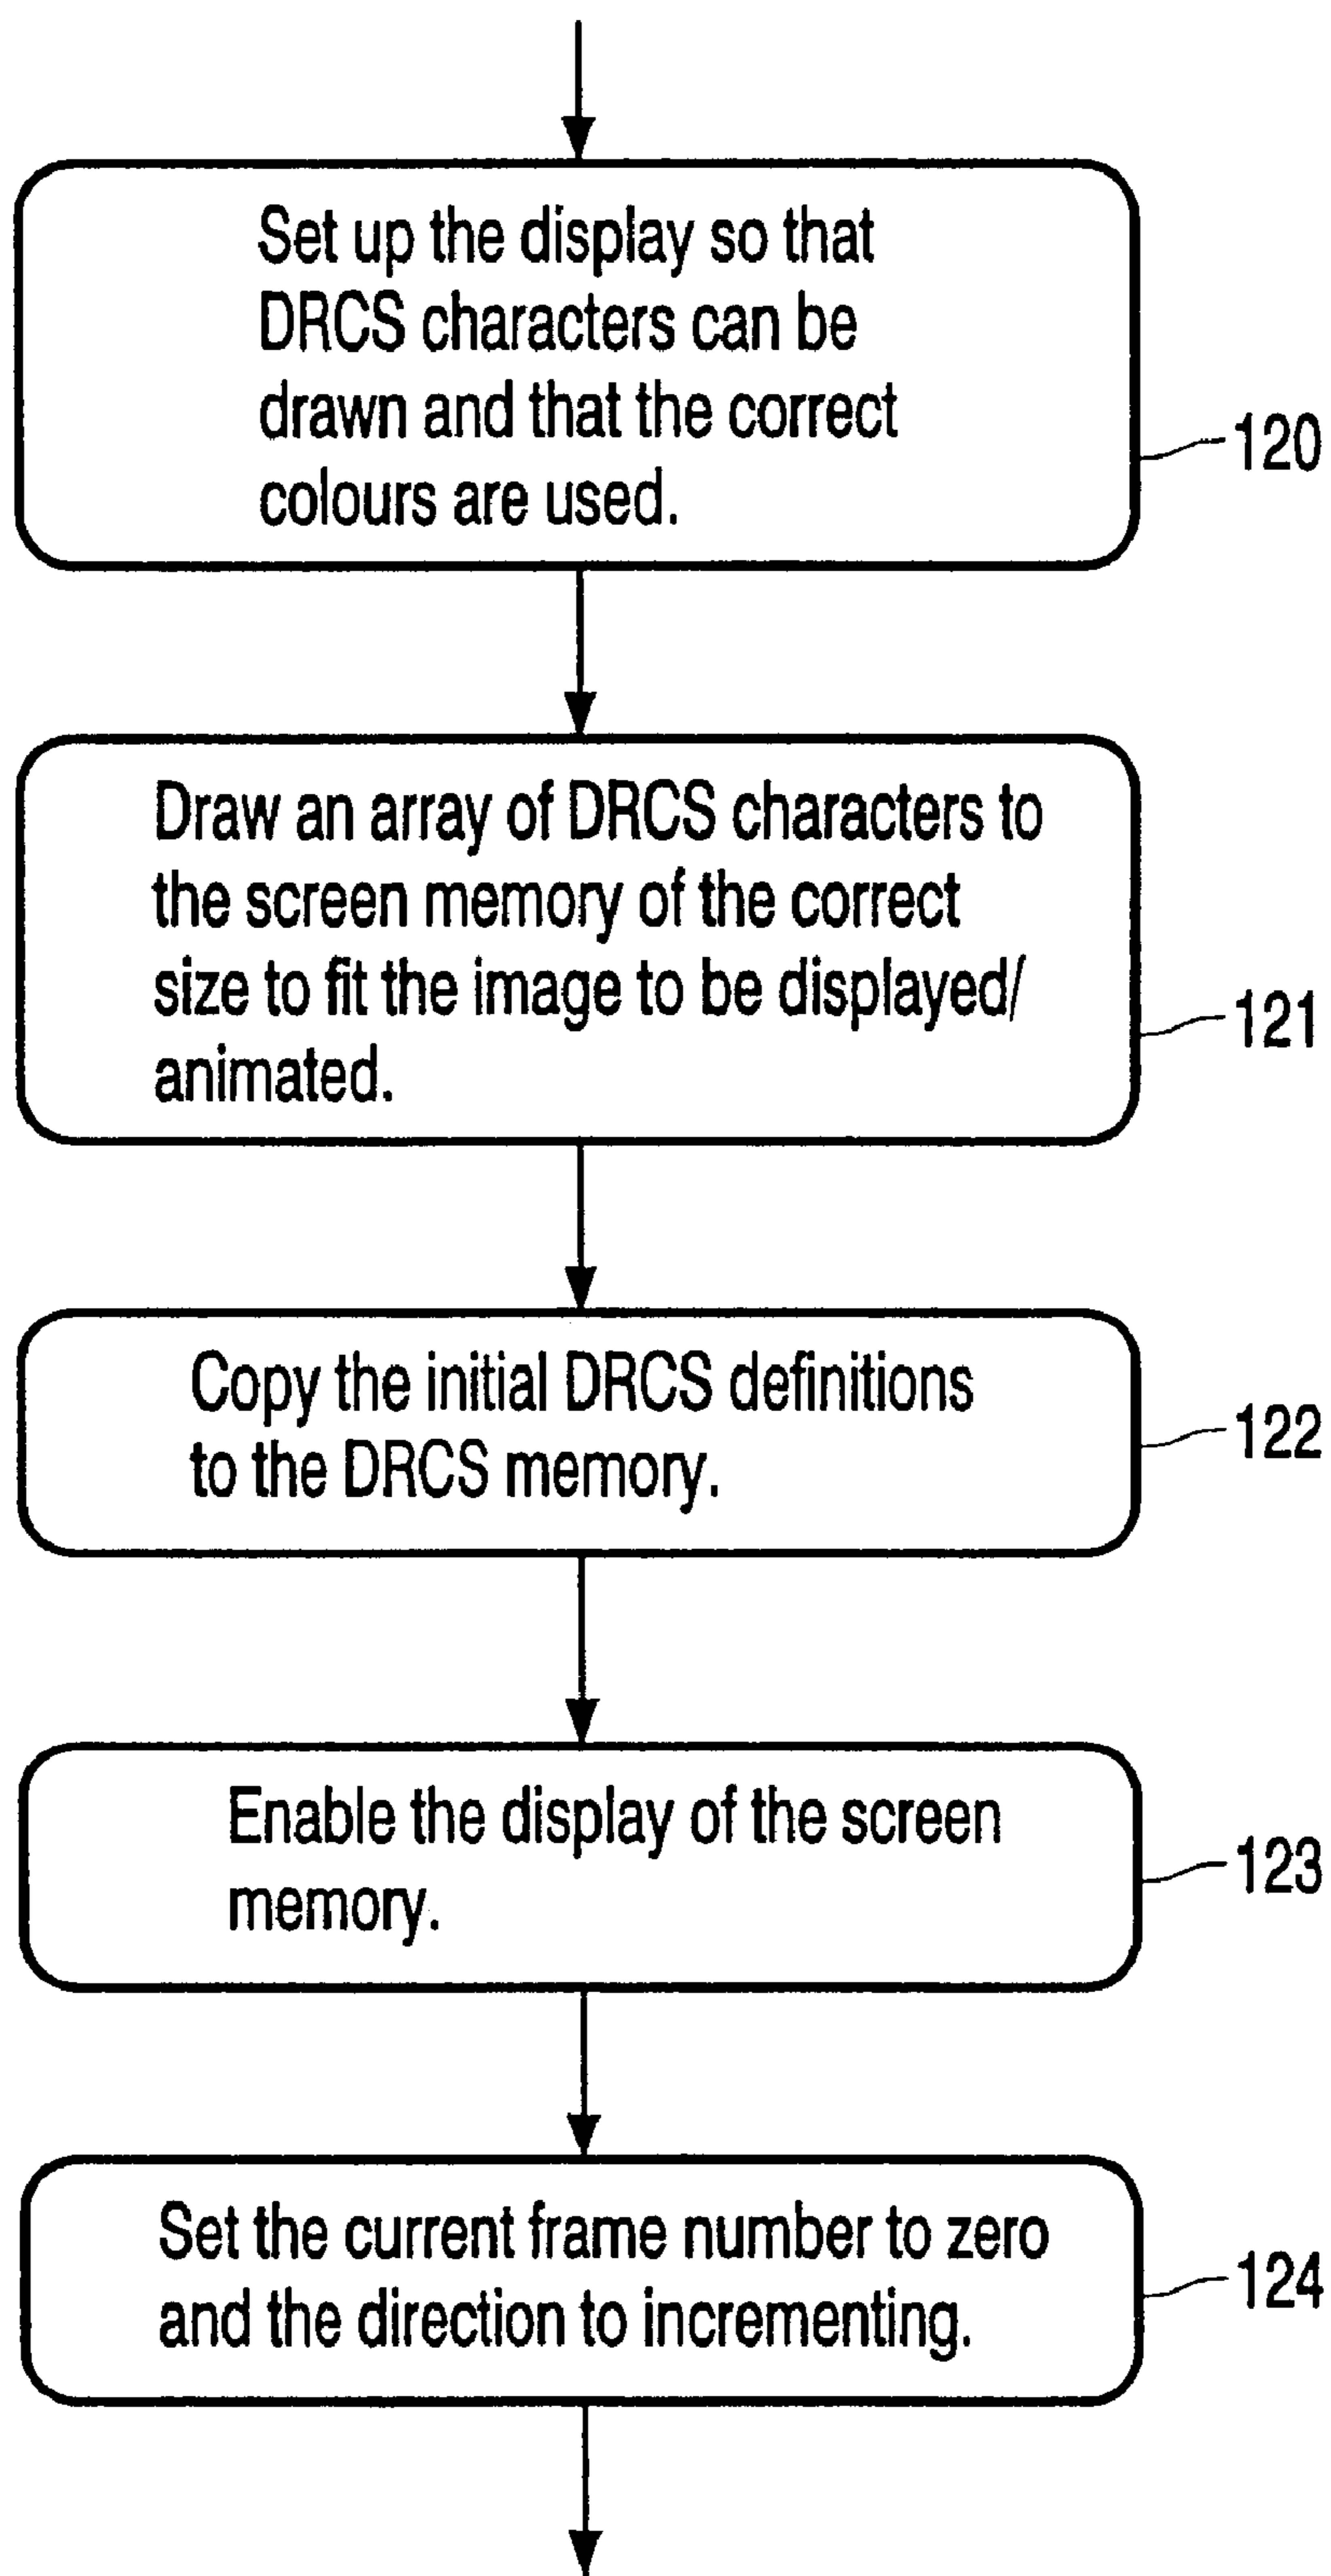 Set up the display so that
DRCS characters can be
drawn and that the correct
colours are used.
120
Draw an array of DRCS characters to
the screen memory of the correct
size to fit the image to be displayed/
animated.
121
Copy the initial DRCS definitions
to the DRCS memory.
122
Enable the display of the screen
memory.
123
Set the current frame number to zero
and the direction to incrementing.
124